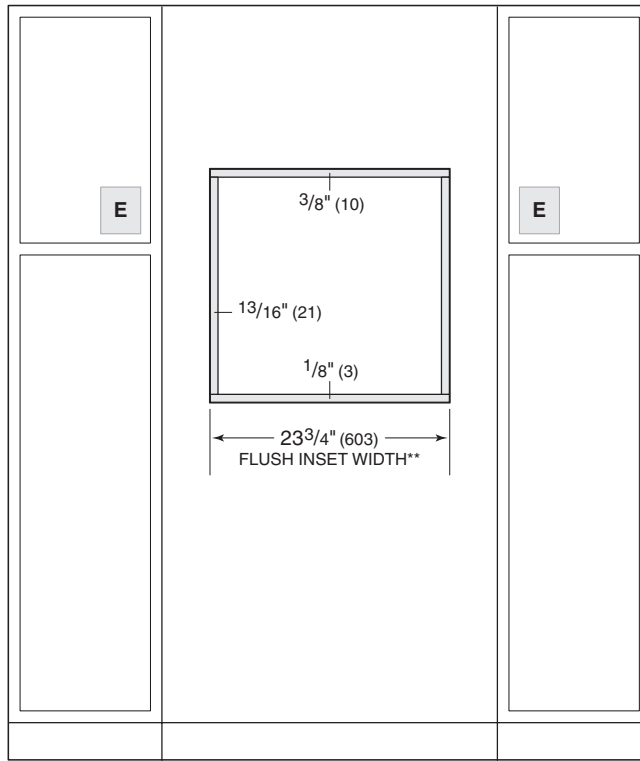 3/8" (10)
E
E
13/16" (21)
1/8" (3)
23 3/4" (603)
FLUSH INSET WIDTH**